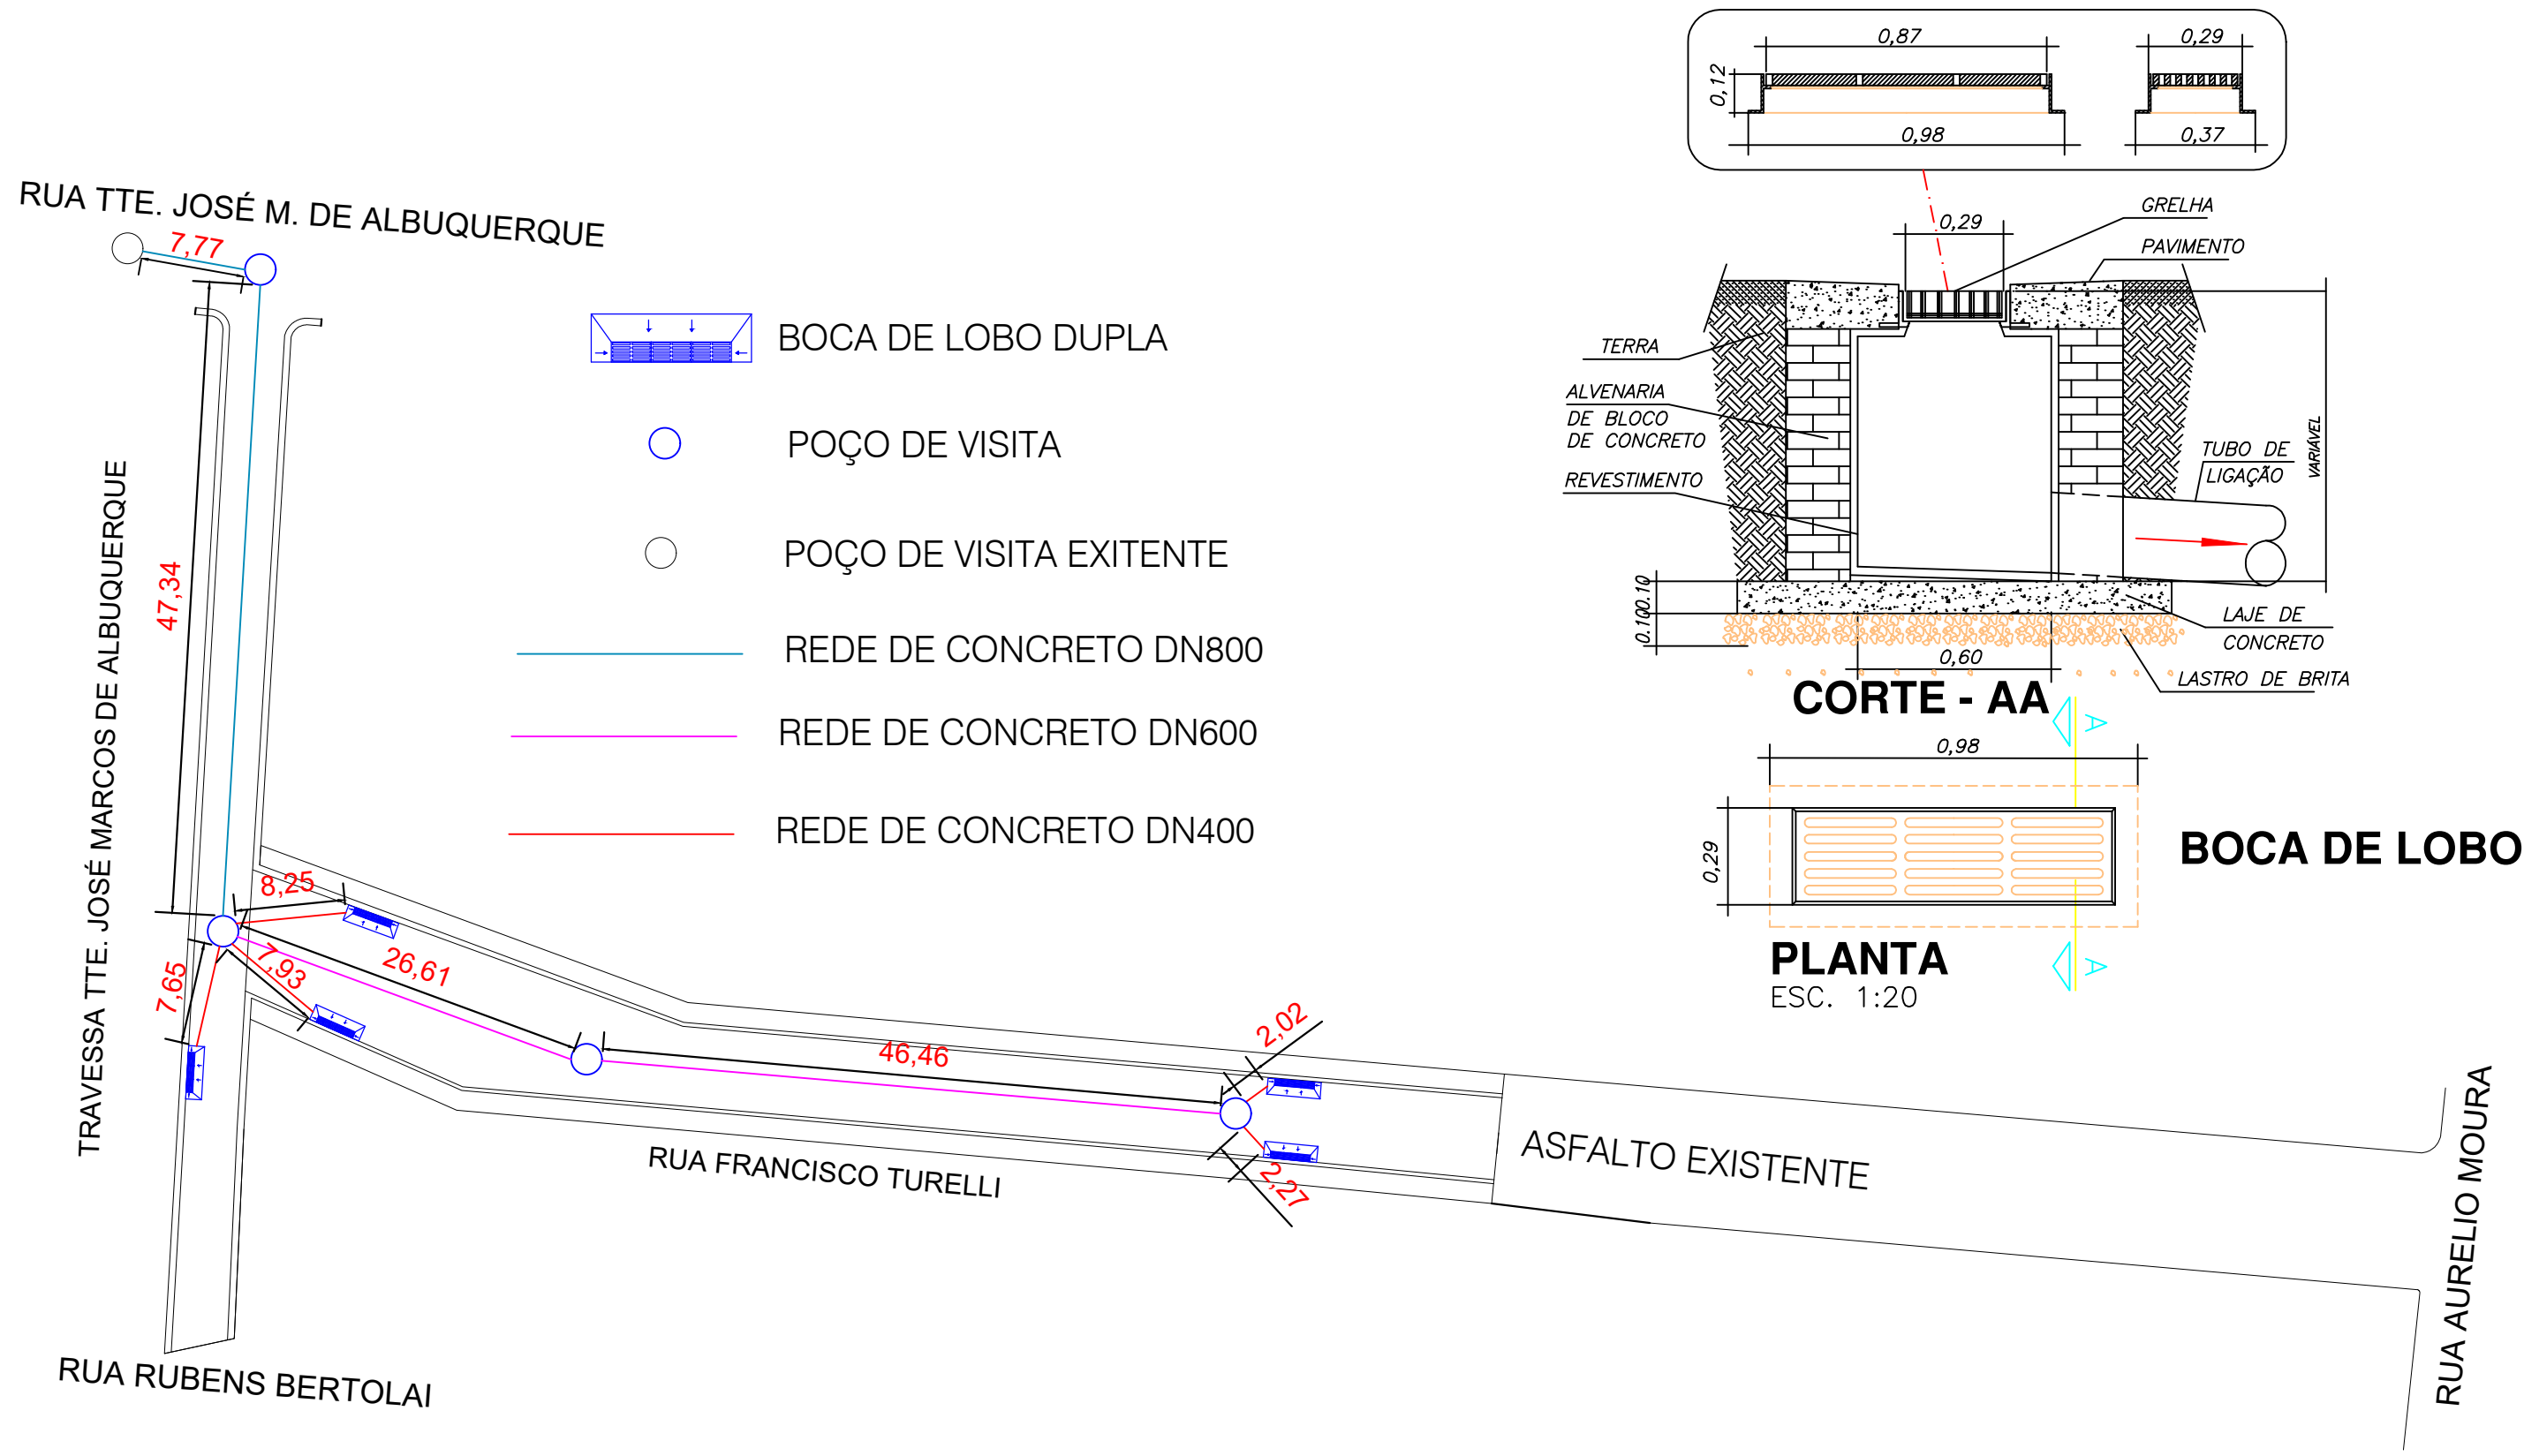 0,87
0,29
0,12
0,98
0,37
RUA TTE. JOSÉ M. DE ALBUQUERQUE
7,77
GRELHA
0,29
PAVIMENTO
BOCA DE LOBO DUPLA
TERRA
ALVENARIA
DE BLOCO
DE CONCRETO
POÇO DE VISITA
REVESTIMENTO
TUBO DE
LIGAÇÃO
VARIÁVEL
POÇO DE VISITA EXITENTE
47,34
TRAVESSA TTE. JOSÉ MARCOS DE ALBUQUERQUE
0.10
0.10
LAJE DE
CONCRETO
REDE DE CONCRETO DN800
0,60
LASTRO DE BRITA
CORTE - AA
A
REDE DE CONCRETO DN600
0,98
REDE DE CONCRETO DN400
0,29
BOCA DE LOBO
8,25
26,61
7,93
7,65
PLANTA
A
ESC. 1:20
2,02
46,46
2,27
RUA FRANCISCO TURELLI
ASFALTO EXISTENTE
RUA AURELIO MOURA
RUA RUBENS BERTOLAI